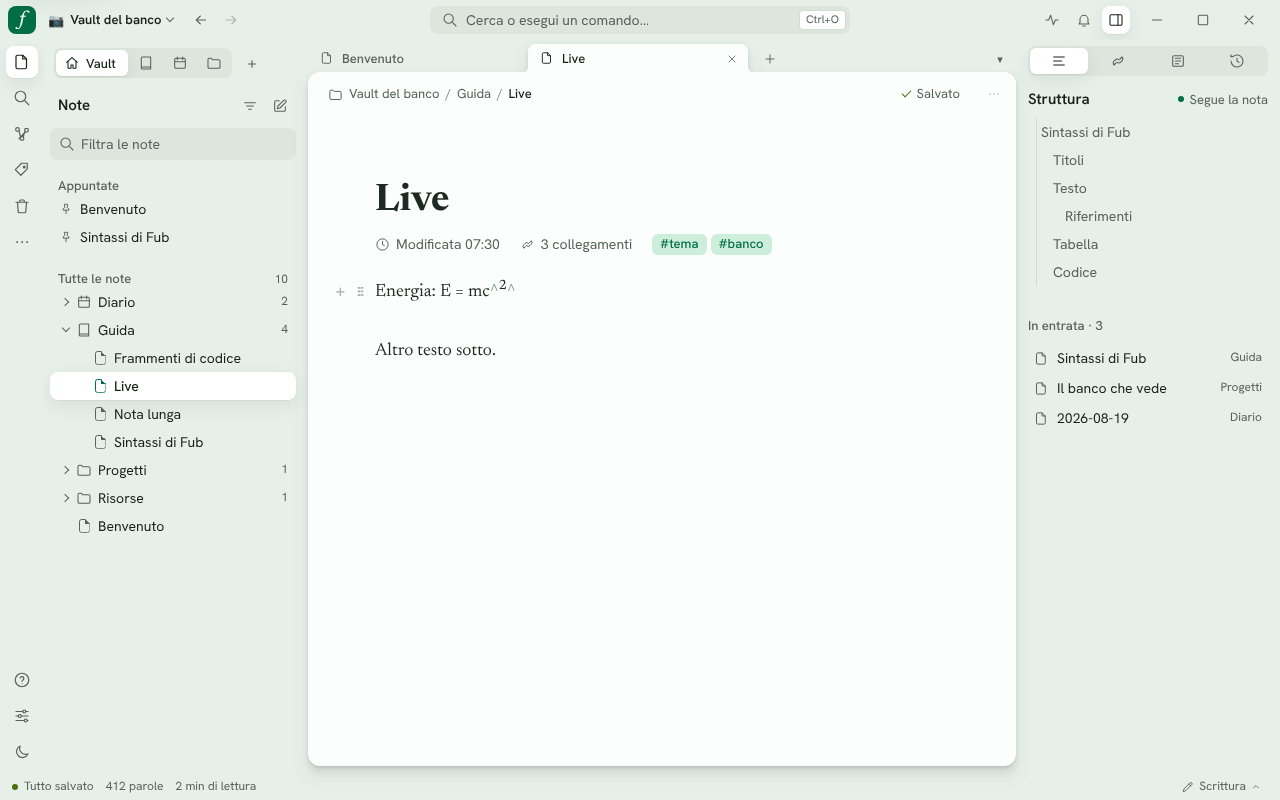 f Vault del banco
Cerca o esegui un comando… Ctrl+O
Vault
Benvenuto
Live
Note
Filtra le note
Appuntate
Benvenuto
Sintassi di Fub
Tutte le note 10
Diario 2
Guida 4
Frammenti di codice
Live
Nota lunga
Sintassi di Fub
Progetti 1
Risorse 1
Benvenuto
Vault del banco / Guida / Live
Salvato
Live
Modificata 07:30 3 collegamenti #tema #banco
Energia: E = mc^2^
Altro testo sotto.
Struttura Segue la nota
Sintassi di Fub
Titoli
Testo
Riferimenti
Tabella
Codice
In entrata · 3
Sintassi di Fub Guida
Il banco che vede Progetti
2026-08-19 Diario
Tutto salvato 412 parole 2 min di lettura
Scrittura